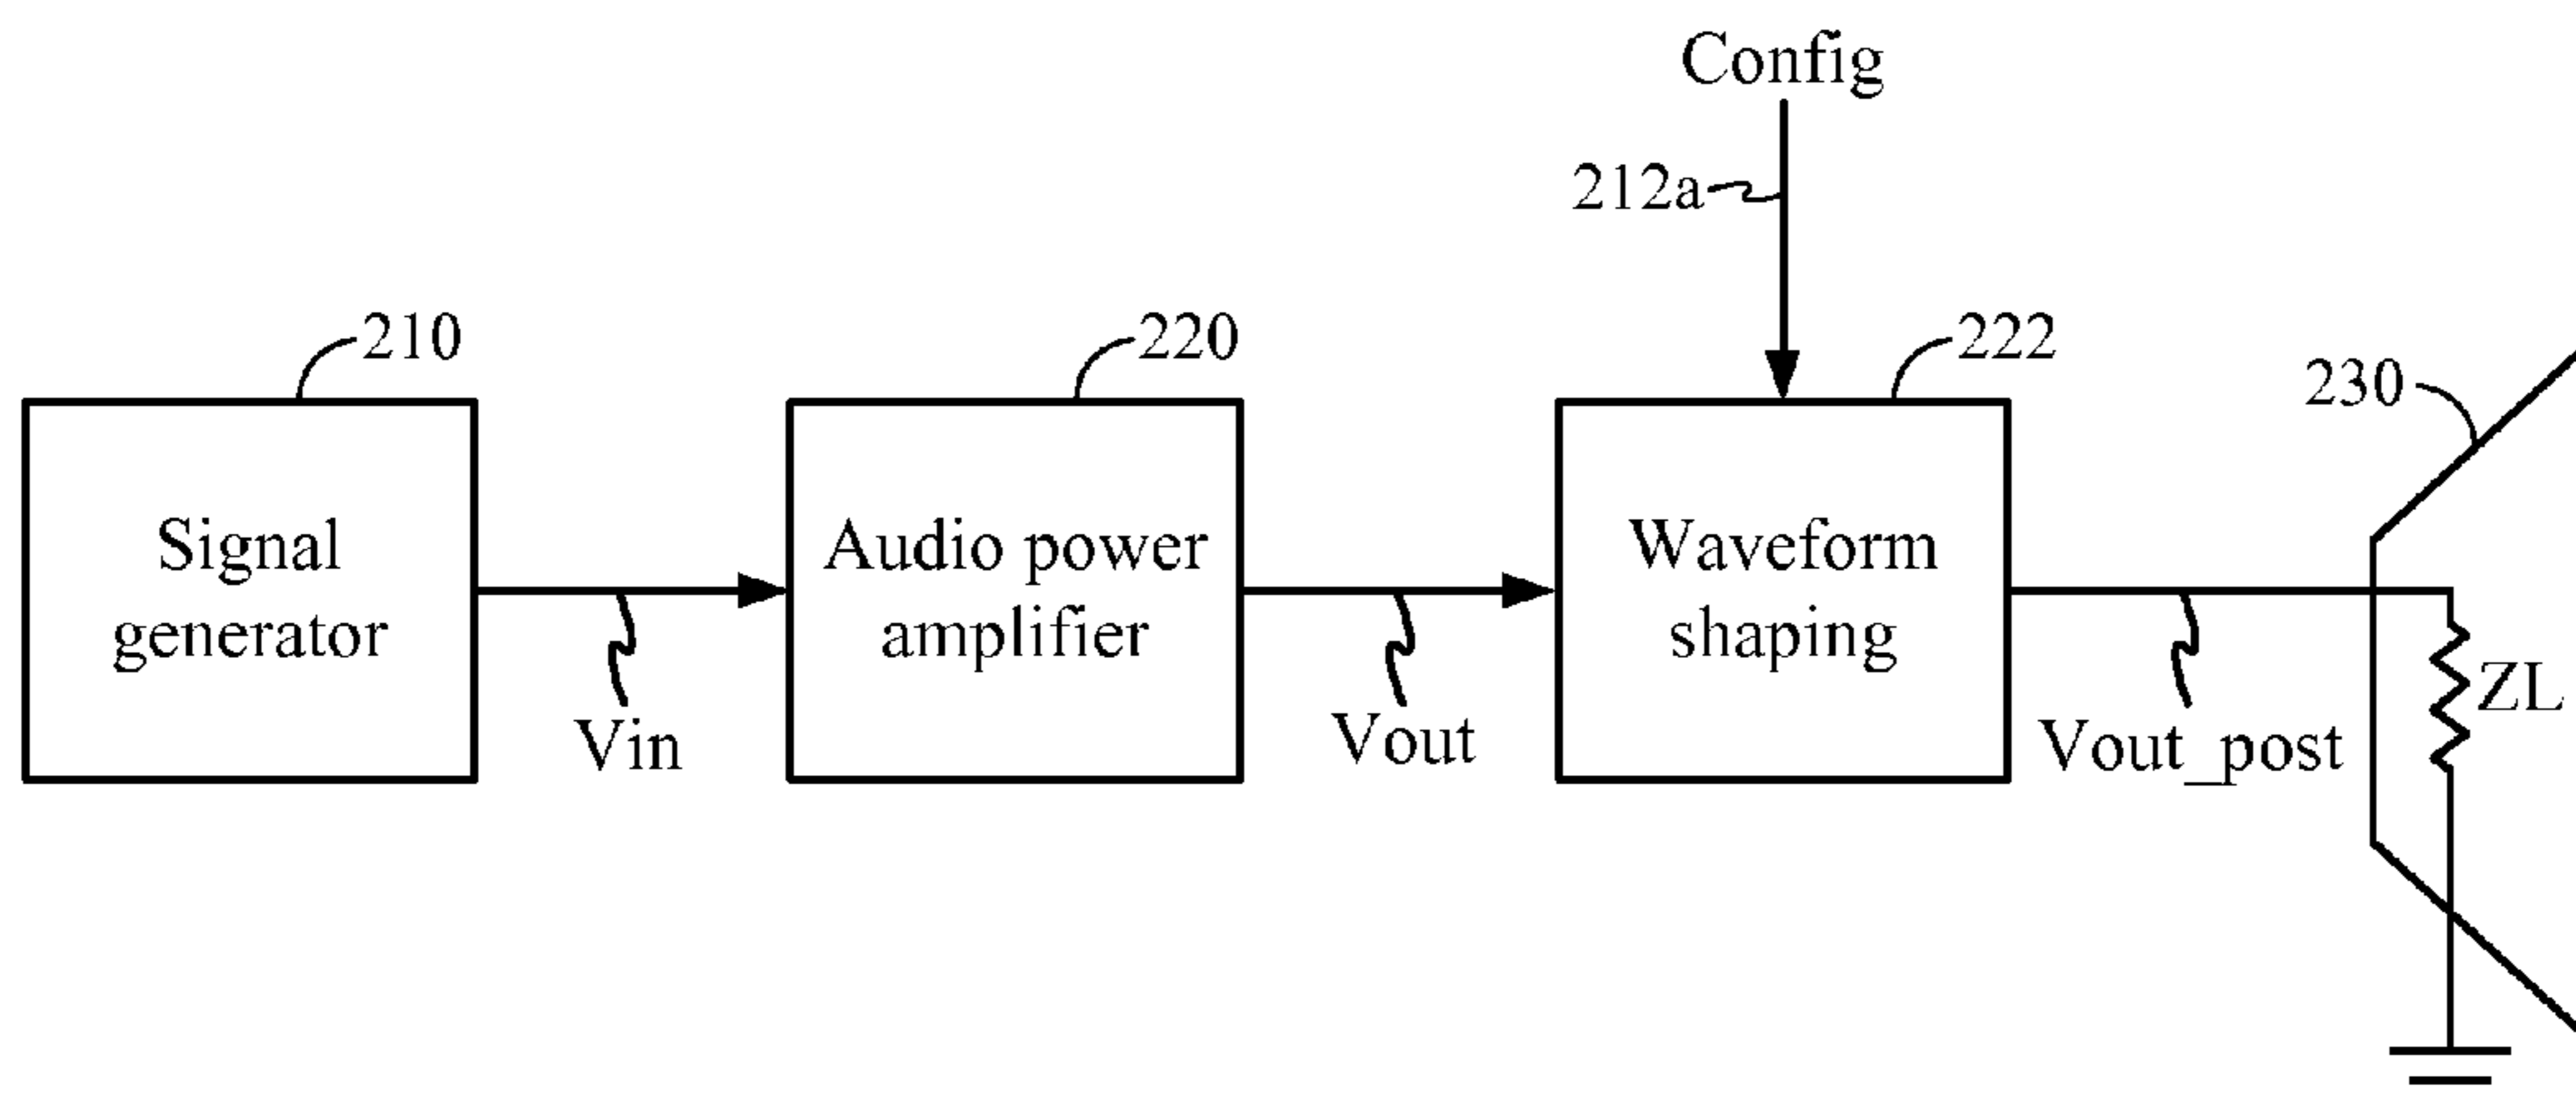 Config
212a
210
220
222
230
Signal
generator
Audio power
amplifier
Waveform
shaping
Vin
Vout
Vout_post
ZL